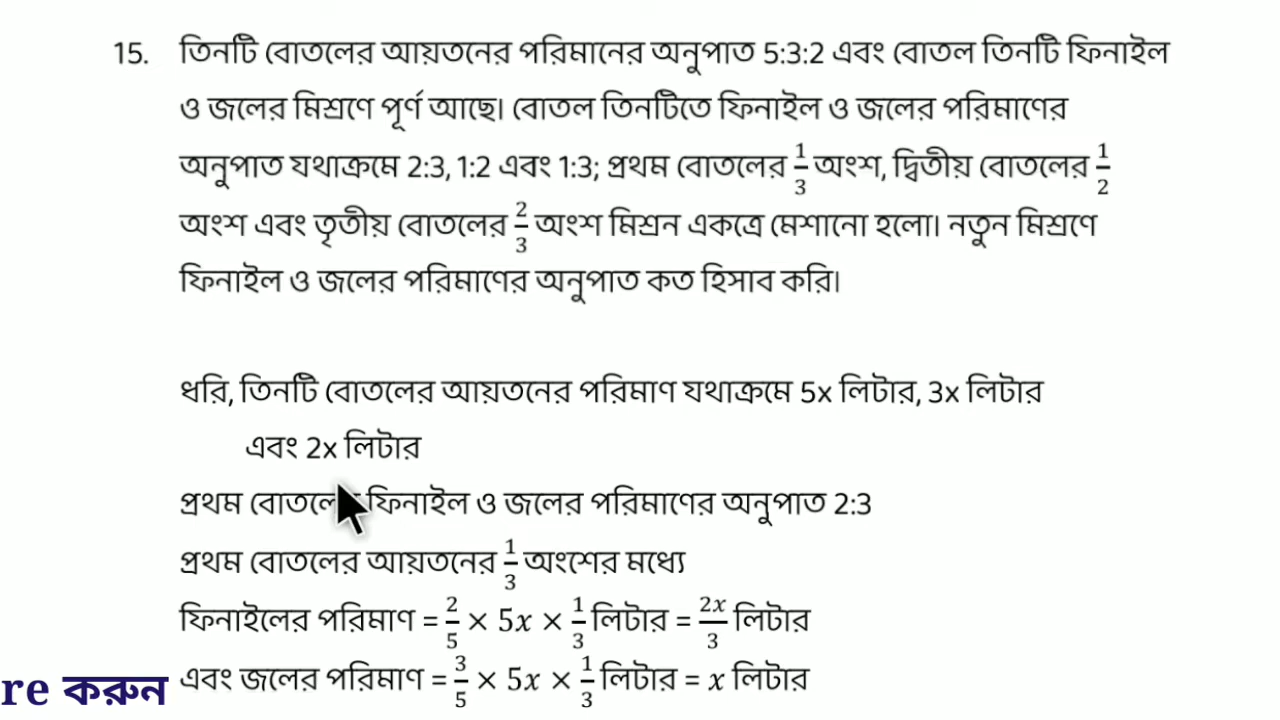 15. তিনটি বোতলের আয়তনের পরিমানের অনুপাত 5:3:2 এবং বোতল তিনটি ফিনাইল
ও জলের মিশ্রণে পূর্ণ আছে। বোতল তিনটিতে ফিনাইল ও জলের পরিমাণের
অনুপাত যথাক্রমে 2:3, 1:2 এবং 1:3; প্রথম বোতলের 1/3 অংশ, দ্বিতীয় বোতলের 1/2
অংশ এবং তৃতীয় বোতলের 2/3 অংশ মিশ্রন একত্রে মেশানো হলো। নতুন মিশ্রণে
ফিনাইল ও জলের পরিমাণের অনুপাত কত হিসাব করি।
ধরি, তিনটি বোতলের আয়তনের পরিমাণ যথাক্রমে 5x লিটার, 3x লিটার
এবং 2x লিটার
প্রথম ফিনাইল ও জলের পরিমাণের অনুপাত 2:3
প্রথম বোতলের আয়তনের 1/3 অংশের মধ্যে
ফিনাইলের পরিমাণ = 2/5 × 5x × 1/3 লিটার = 2x/3 লিটার
এবং জলের পরিমাণ = 3/5 × 5x × 1/3 লিটার = x লিটার
re করুন